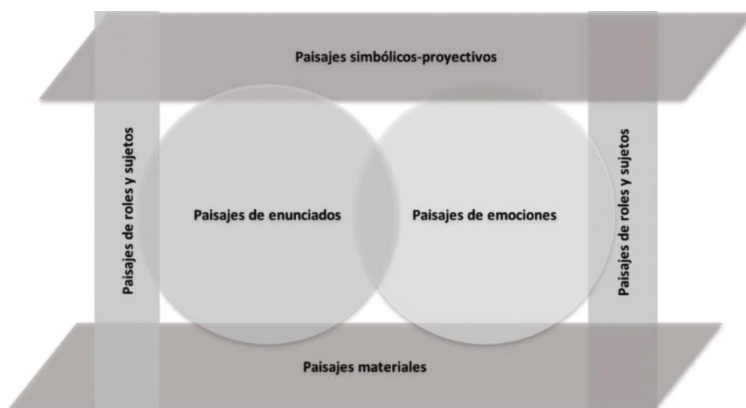 Paisajes simbólicos-proyectivos
Paisajes de roles y sujetos
Paisajes de enunciados
Paisajes de emociones
Paisajes de roles y sujetos
Paisajes materiales